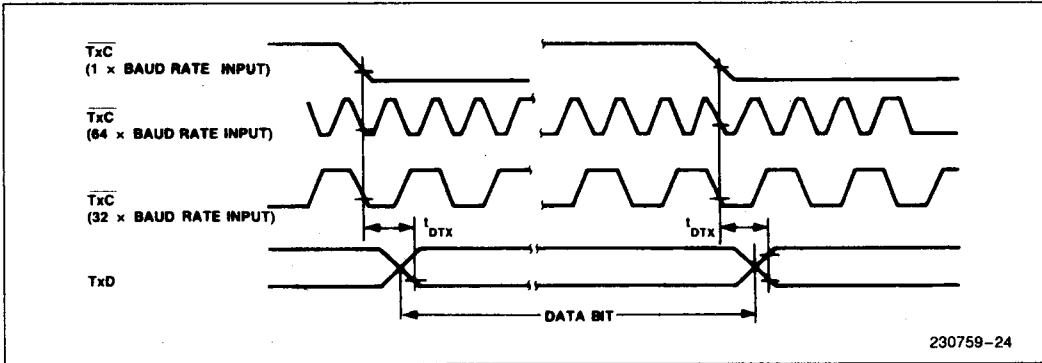 TxC
(1 × BAUD RATE INPUT)
TxC
(64 × BAUD RATE INPUT)
TxC
(32 × BAUD RATE INPUT)
tDTX
tDTX
TxD
DATA BIT
230759-24